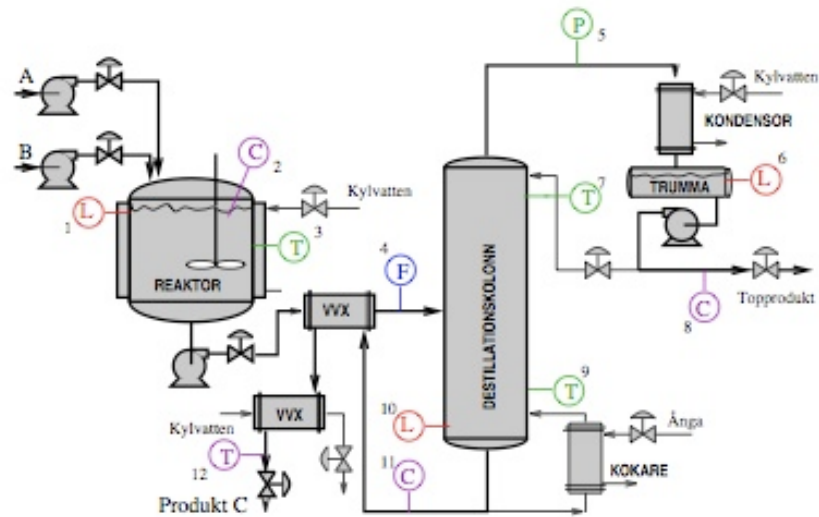 P 5
A
Kylvatten
KONDENSOR
B
C 2
6
L
TRUMMA
7
T
Kylvatten
L
1
3
T
4
F
REAKTOR
VVX
DESTILLATIONSKOLONN
C
8
Topprodukt
9
T
VVX
10
L
Ånga
Kylvatten
T
12
11
C
KOKARE
Produkt C